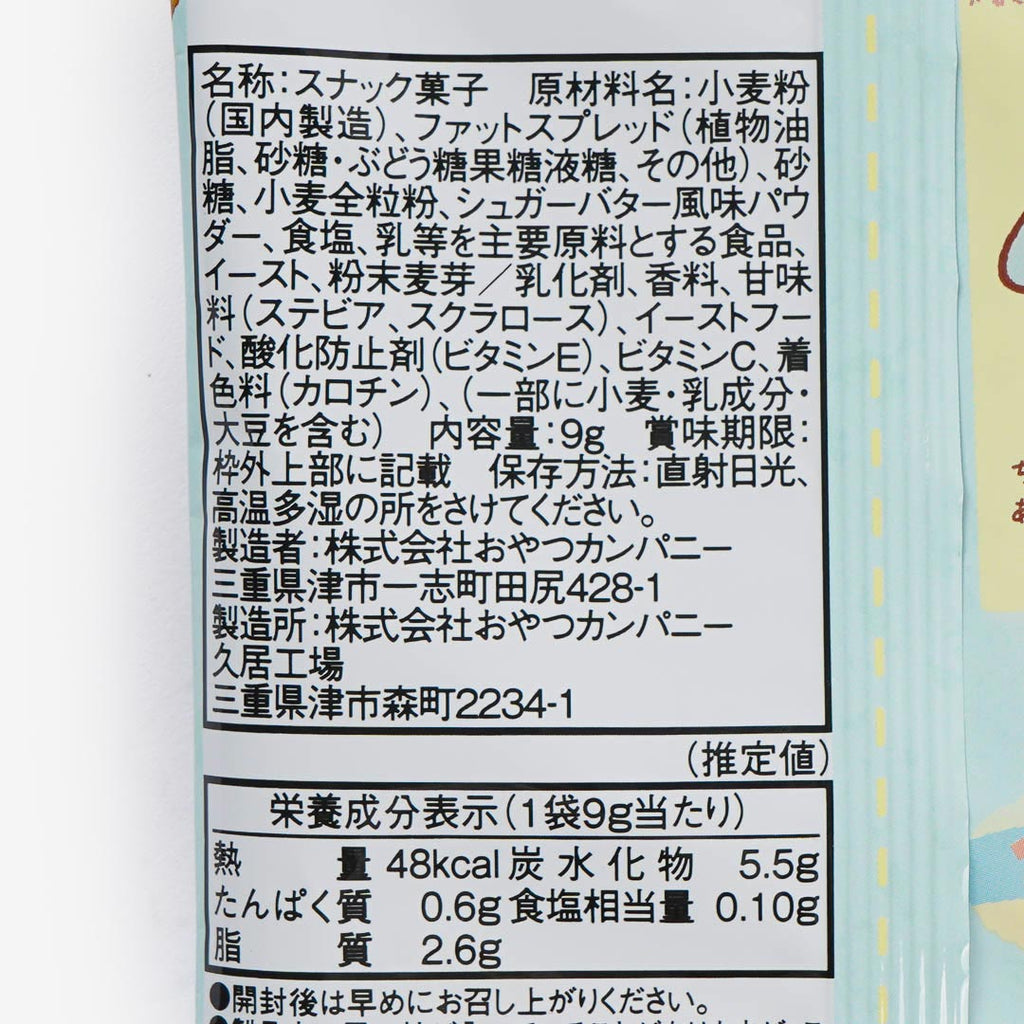 名称：スナック菓子　原材料名：小麦粉
（国内製造）、ファットスプレッド（植物油
脂、砂糖・ぶどう糖果糖液糖、その他）、砂
糖、小麦全粒粉、シュガーバター風味パウ
ダー、食塩、乳等を主要原料とする食品、
イースト、粉末麦芽／乳化剤、香料、甘味
料（ステビア、スクラロース）、イーストフー
ド、酸化防止剤（ビタミンE）、ビタミンC、着
色料（カロチン）、（一部に小麦・乳成分・
大豆を含む）　内容量：9g　賞味期限：
枠外上部に記載　保存方法：直射日光、
高温多湿の所をさけてください。
製造者：株式会社おやつカンパニー
三重県津市一志町田尻428-1
製造所：株式会社おやつカンパニー
久居工場
三重県津市森町2234-1
（推定値）
栄養成分表示（1袋9g当たり）
熱量 48kcal 炭水化物 5.5g
たんぱく質 0.6g 食塩相当量 0.10g
脂質 2.6g
●開封後は早めにお召し上がりください。